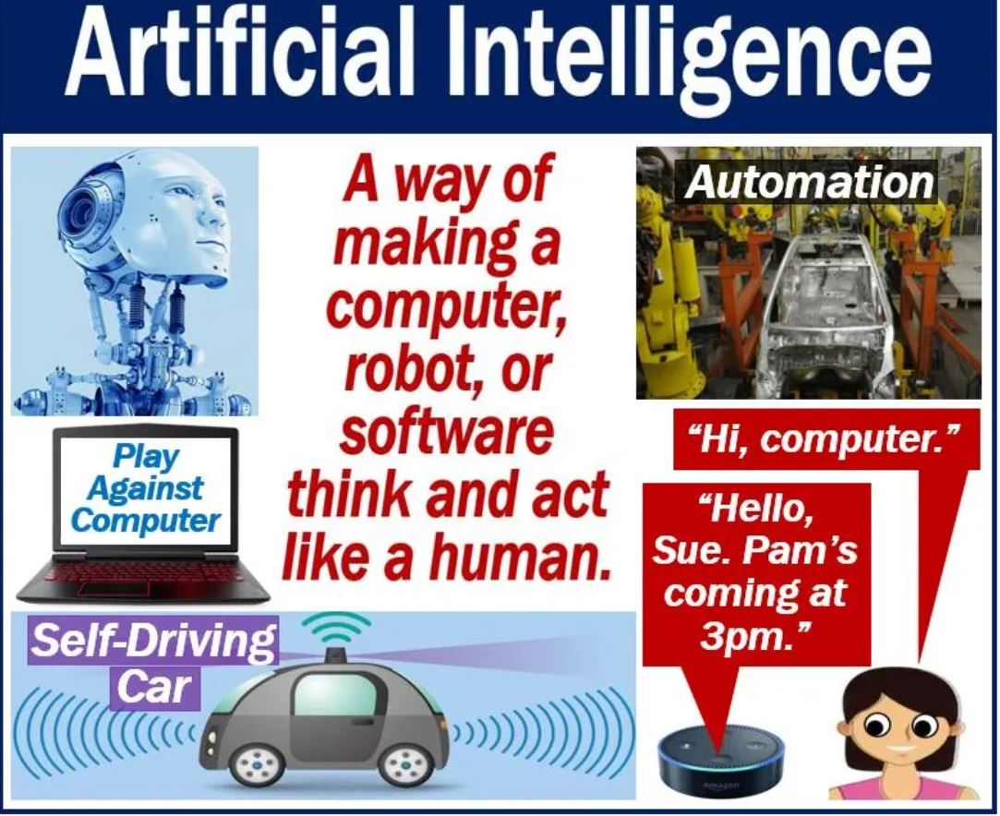 Artificial Intelligence
A way of
making a
computer,
robot, or
software
think and act
like a human.
Automation
Play
Against
Computer
“Hi, computer.”
“Hello,
Sue. Pam’s
coming at
3pm.”
Self-Driving
Car
amazon